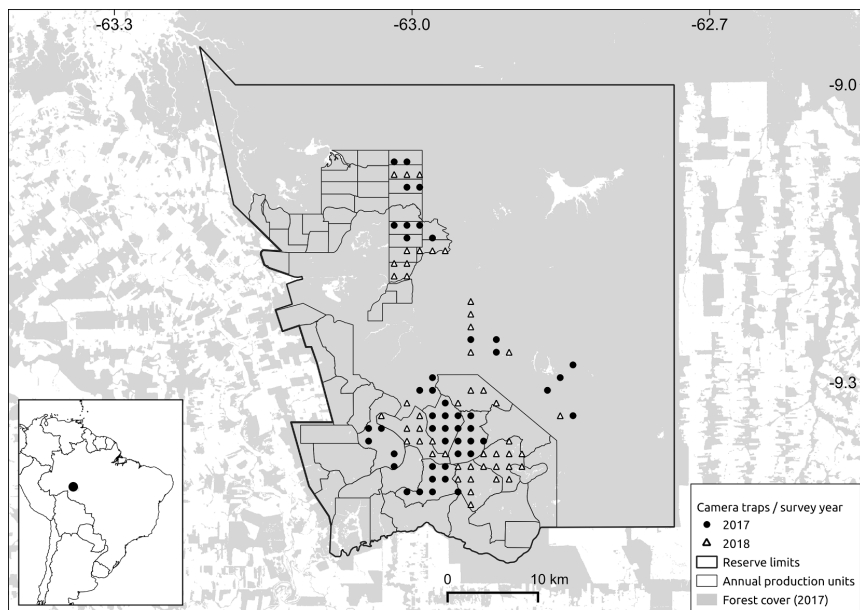 -63.3
-63.0
-62.7
-9.0
-9.3
Camera traps / survey year
2017
2018
Reserve limits
Annual production units
Forest cover (2017)
0
10 km